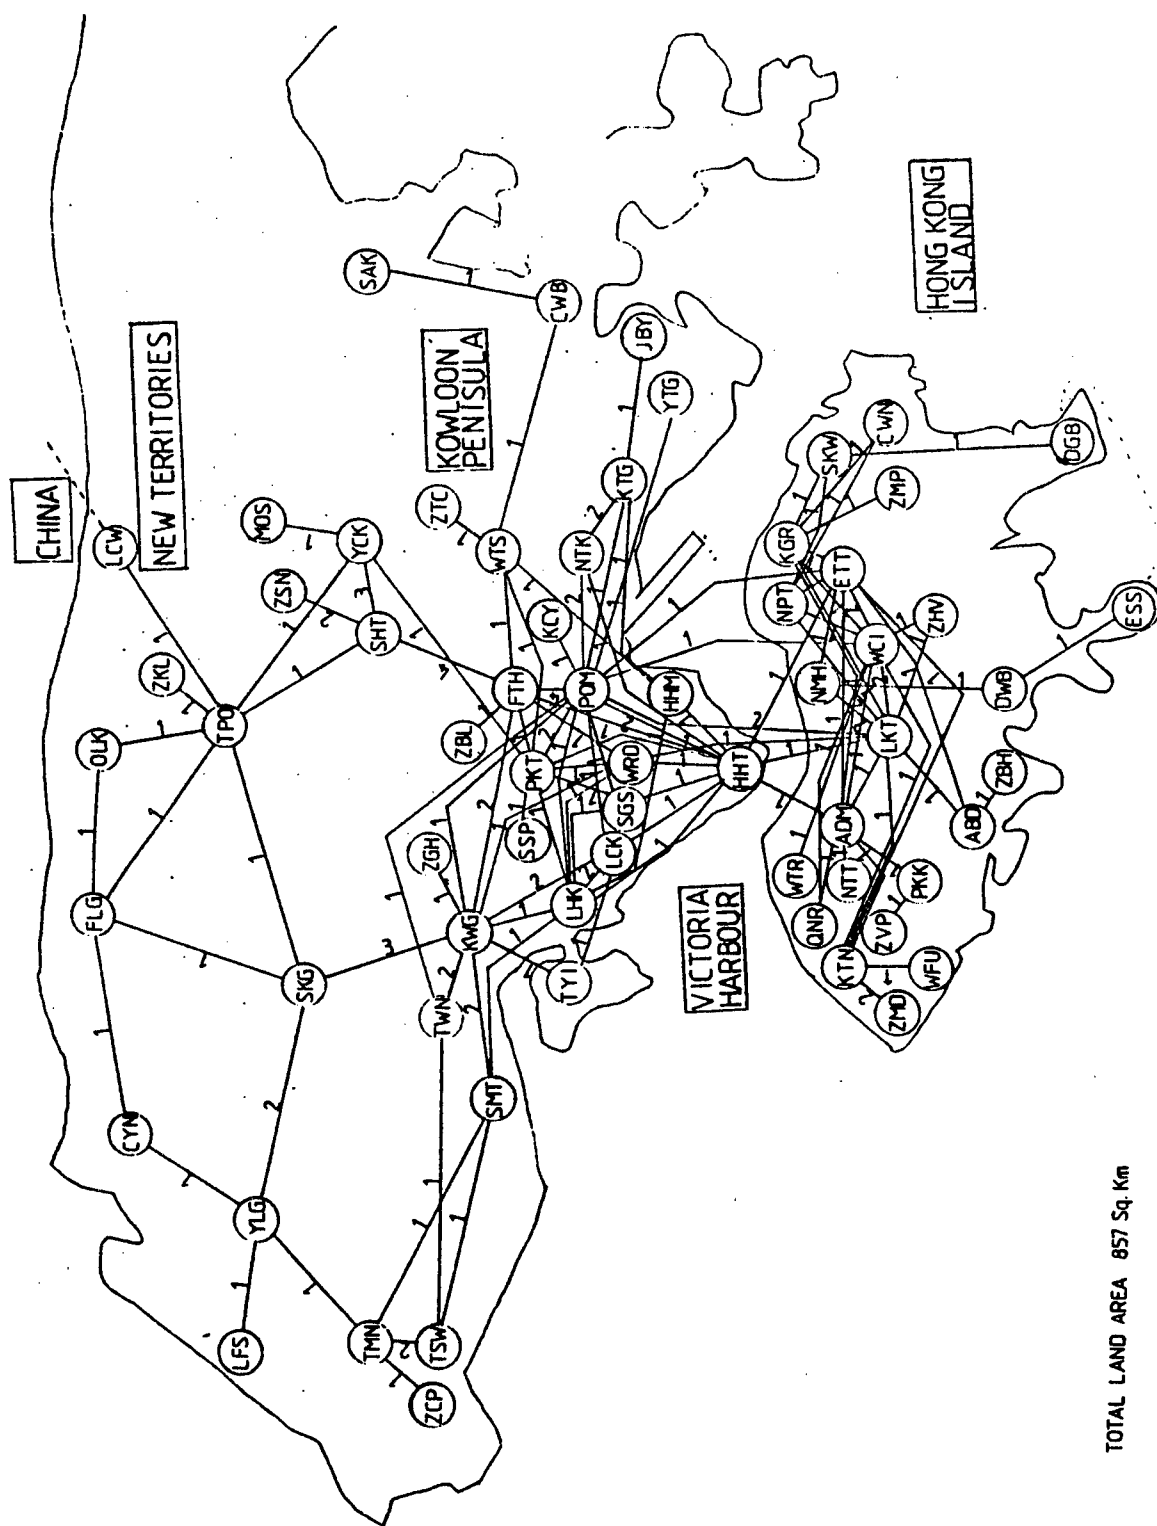 CHINA
NEW TERRITORIES
KOWLOON
PENISULA
HONG KONG
ISLAND
VICTORIA
HARBOUR
LCW
MOS
ZSN
YCK
SHT
ZKL
TPO
OLK
FLG
SKG
CYN
YLG
LFS
TMN
TSW
ZCP
SAK
CWB
ZTC
WTS
JBY
YTG
KTG
NTK
KCY
FTH
POM
HHM
ZBL
PKT
WRD
SSP
SGS
LCK
ZGH
LHK
KWG
TYI
TWN
SMT
HHT
SKW
CWN
ZMP
KGR
NPT
ETT
WCI
ZHV
NMH
LKT
OGB
ESS
DWB
ZBH
ABD
ADM
WTR
NTT
PKK
QNR
ZVP
KTN
WFU
ZMD
TOTAL LAND AREA 857 Sq. Km